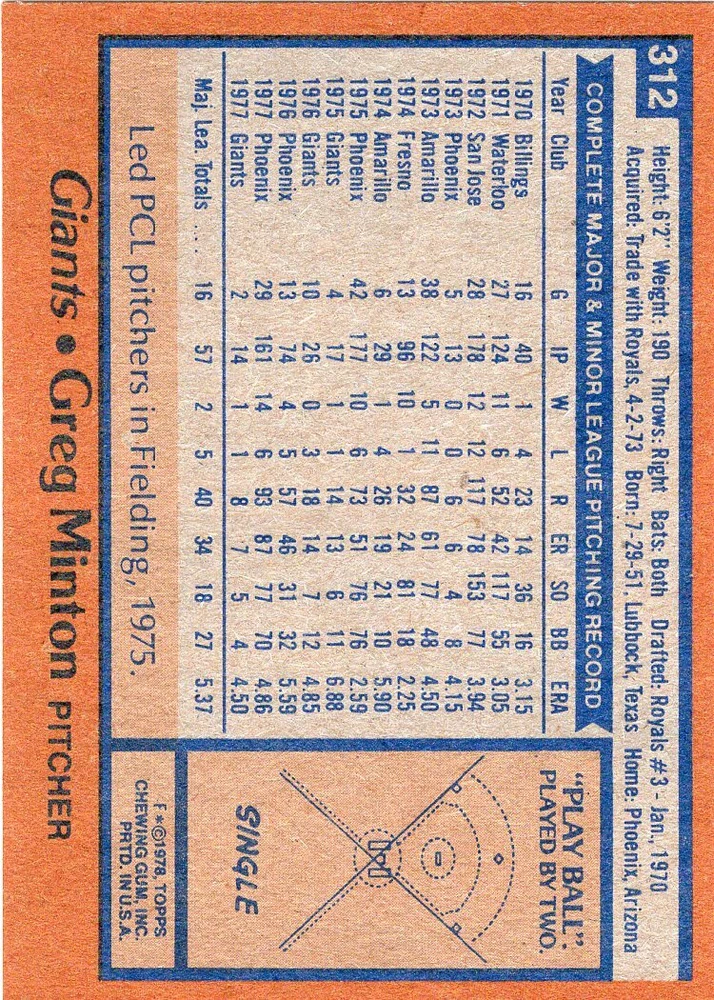 312
Height: 6'2" Weight: 190 Throws: Right Bats: Both Drafted: Royals #3 - Jan., 1970
Acquired: Trade with Royals, 4-2-73 Born: 7-29-51, Lubbock, Texas Home: Phoenix, Arizona
COMPLETE MAJOR & MINOR LEAGUE PITCHING RECORD
Year Club G IP W L R ER SO BB ERA
1970 Billings 16 40 1 4 23 14 36 16 3.15
1971 Waterloo 27 124 11 6 52 42 117 55 3.05
1972 San Jose 28 178 12 12 117 78 153 77 3.94
1973 Phoenix 5 13 0 0 6 6 4 8 4.15
1973 Amarillo 38 122 5 11 87 61 77 48 4.50
1974 Fresno 13 96 10 1 32 24 81 18 2.25
1974 Amarillo 6 29 1 4 26 19 21 10 5.90
1975 Phoenix 42 177 10 6 73 51 76 76 2.59
1975 Giants 4 17 1 1 14 13 6 11 6.88
1976 Giants 10 26 0 3 18 14 7 12 4.85
1976 Phoenix 13 74 4 5 57 46 31 32 5.59
1977 Phoenix 29 161 14 6 93 87 77 70 4.86
1977 Giants 2 14 1 1 8 7 5 4 4.50
Maj. Lea. Totals .... 16 57 2 5 40 34 18 27 5.37
Led PCL pitchers in Fielding, 1975.
"PLAY BALL":
PLAYED BY TWO.
SINGLE
F*©1978, TOPPS
CHEWING GUM, INC.
PRTD. IN U.S.A.
Giants • Greg Minton PITCHER